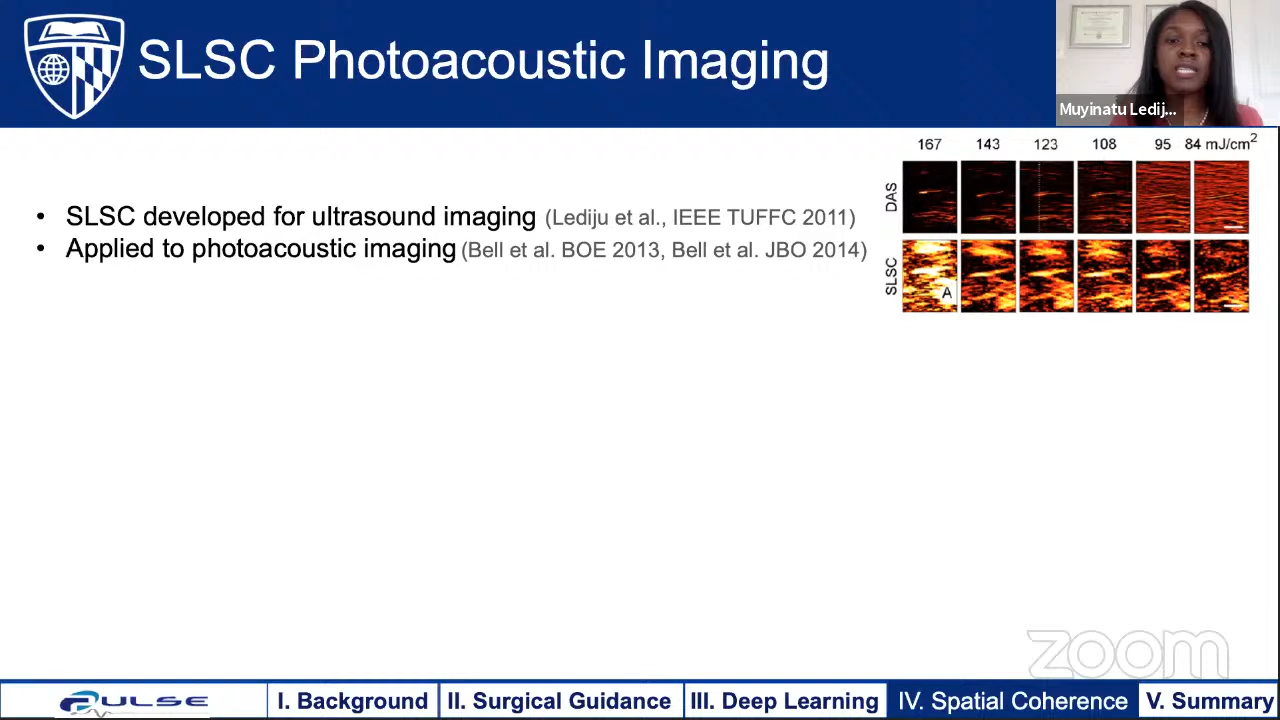 SLSC Photoacoustic Imaging
Muyinatu Ledij...
167 143 123 108 95 84 mJ/cm²
DAS
SLSC
A
• SLSC developed for ultrasound imaging (Lediju et al., IEEE TUFFC 2011)
• Applied to photoacoustic imaging (Bell et al. BOE 2013, Bell et al. JBO 2014)
zoom
PULSE
I. Background
II. Surgical Guidance
III. Deep Learning
IV. Spatial Coherence
V. Summary